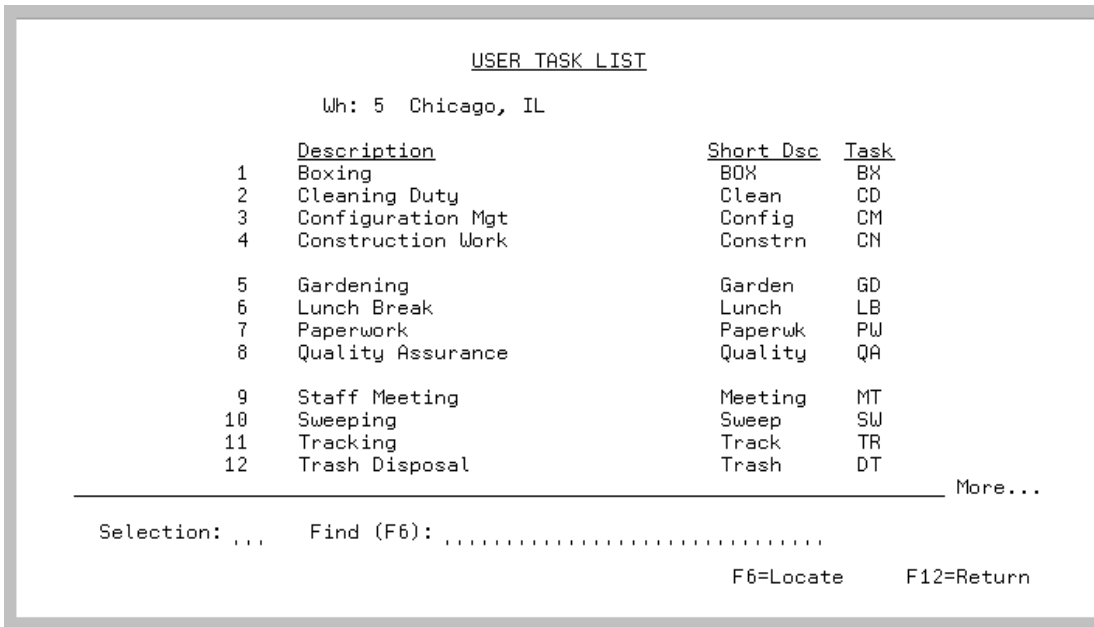 USER TASK LIST
Wh: 5 Chicago, IL
Description Short Dsc Task
1 Boxing BOX BX
2 Cleaning Duty Clean CD
3 Configuration Mgt Config CM
4 Construction Work Constrn CN
5 Gardening Garden GD
6 Lunch Break Lunch LB
7 Paperwork Paperwk PW
8 Quality Assurance Quality QA
9 Staff Meeting Meeting MT
10 Sweeping Sweep SW
11 Tracking Track TR
12 Trash Disposal Trash DT
More...
Selection: Find (F6):
F6=Locate F12=Return